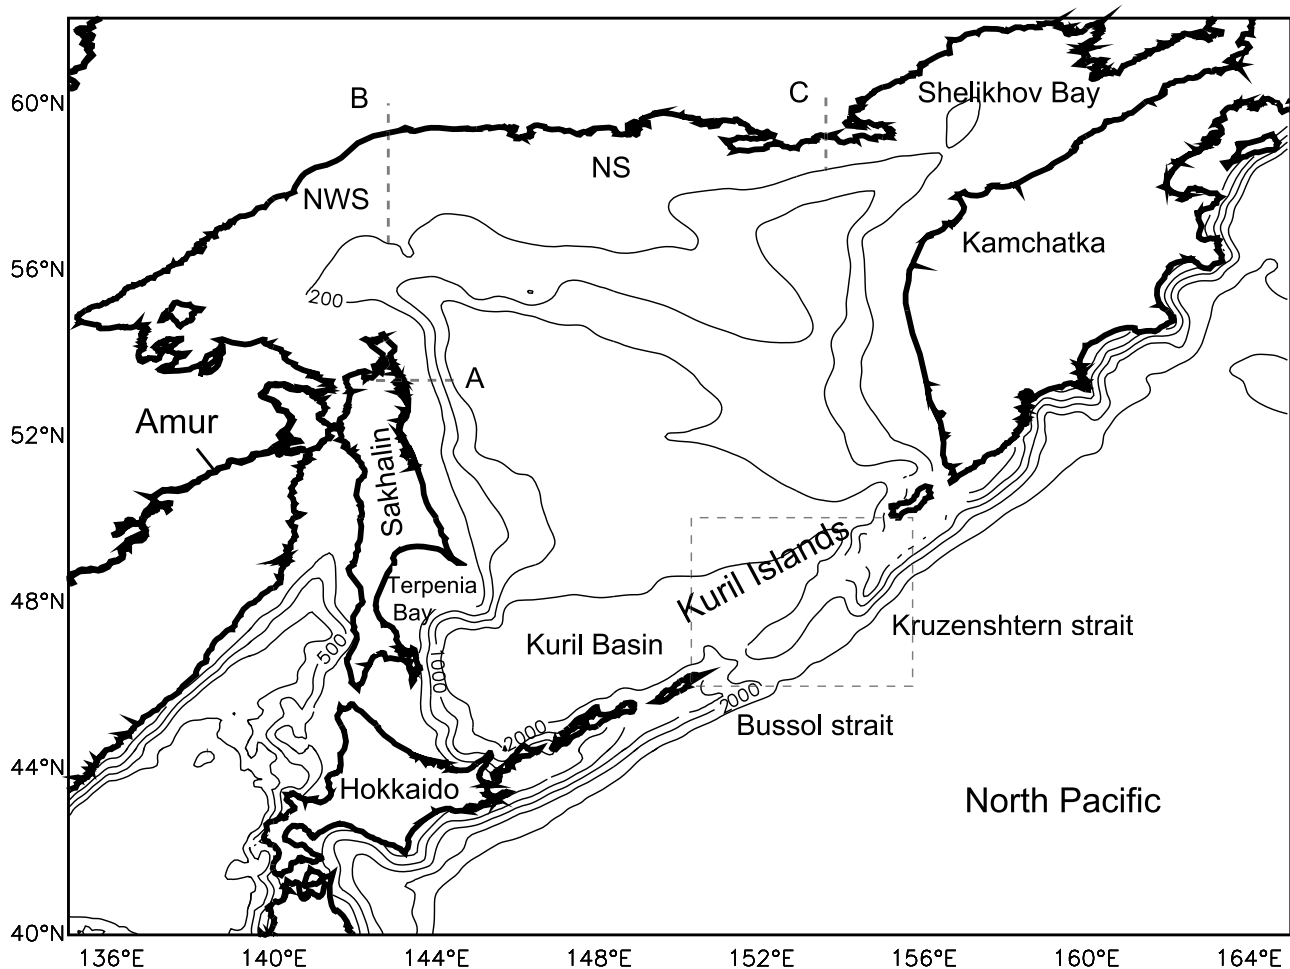 B
C
Shelikhov Bay
60°N
NS
NWS
Kamchatka
56°N
200
A
Amur
52°N
Sakhalin
Kuril Islands
Terpenia
Bay
48°N
Kruzenshtern strait
Kuril Basin
500
1000
2000
Bussol strait
2000
44°N
Hokkaido
North Pacific
40°N
136°E
140°E
144°E
148°E
152°E
156°E
160°E
164°E